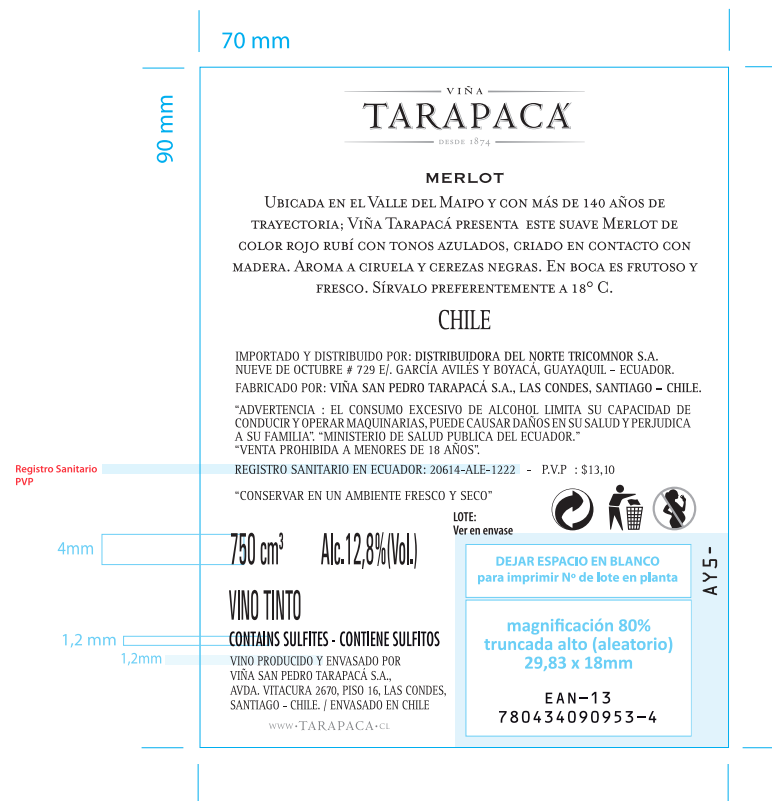 70 mm
90 mm
VIÑA
TARAPACÁ
DESDE 1874
MERLOT
UBICADA EN EL VALLE DEL MAIPO Y CON MÁS DE 140 AÑOS DE
TRAYECTORIA; VIÑA TARAPACÁ PRESENTA ESTE SUAVE MERLOT DE
COLOR ROJO RUBÍ CON TONOS AZULADOS, CRIADO EN CONTACTO CON
MADERA. AROMA A CIRUELA Y CEREZAS NEGRAS. EN BOCA ES FRUTOSO Y
FRESCO. SÍRVALO PREFERENTEMENTE A 18° C.
CHILE
IMPORTADO Y DISTRIBUIDO POR: DISTRIBUIDORA DEL NORTE TRICOMNOR S.A.
NUEVE DE OCTUBRE # 729 E/. GARCÍA AVILÉS Y BOYACÁ, GUAYAQUIL – ECUADOR.
FABRICADO POR: VIÑA SAN PEDRO TARAPACÁ S.A., LAS CONDES, SANTIAGO – CHILE.
“ADVERTENCIA : EL CONSUMO EXCESIVO DE ALCOHOL LIMITA SU CAPACIDAD DE
CONDUCIR Y OPERAR MAQUINARIAS, PUEDE CAUSAR DAÑOS EN SU SALUD Y PERJUDICA
A SU FAMILIA”. “MINISTERIO DE SALUD PUBLICA DEL ECUADOR.”
“VENTA PROHIBIDA A MENORES DE 18 AÑOS”.
Registro Sanitario
PVP
REGISTRO SANITARIO EN ECUADOR: 20614-ALE-1222 - P.V.P : $13,10
“CONSERVAR EN UN AMBIENTE FRESCO Y SECO”
LOTE:
Ver en envase
4mm
750 cm³ Alc.12,8%(Vol.)
DEJAR ESPACIO EN BLANCO
para imprimir Nº de lote en planta
AY5-
VINO TINTO
1,2 mm
CONTAINS SULFITES - CONTIENE SULFITOS
1,2mm
VINO PRODUCIDO Y ENVASADO POR
VIÑA SAN PEDRO TARAPACÁ S.A.,
AVDA. VITACURA 2670, PISO 16, LAS CONDES,
SANTIAGO - CHILE. / ENVASADO EN CHILE
WWW·TARAPACA·CL
magnificación 80%
truncada alto (aleatorio)
29,83 x 18mm
EAN-13
780434090953-4